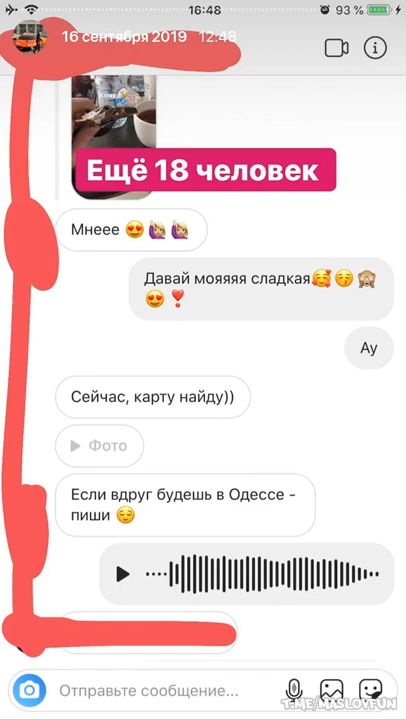 16:48
93 %
16 сентября 2019 12:48
Ещё 18 человек
Мнеее 😍🙋🏼‍♀️🙋🏼‍♀️
Давай мояяяя сладкая🥰😚🙈
😍❣️
Ау
Сейчас, карту найду))
Фото
Если вдруг будешь в Одессе -
пиши 😌
Отправьте сообщение...
T.ME/MASLOVFUN